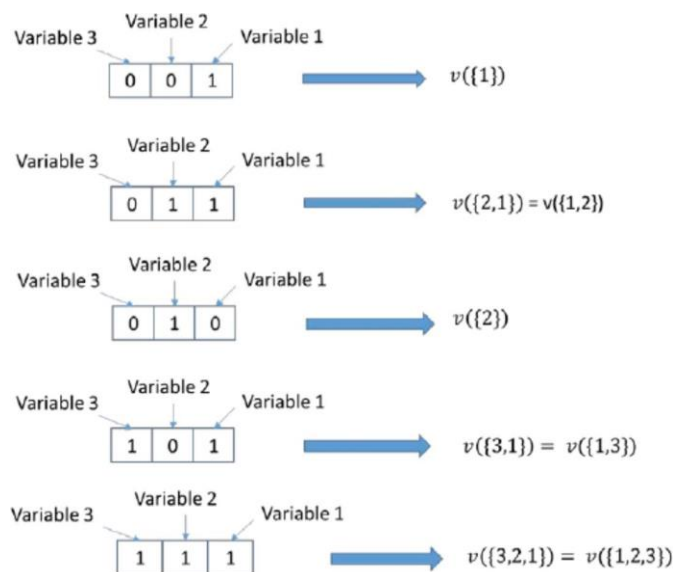 Variable 2
Variable 3 Variable 1
0 0 1 v({1})
Variable 2
Variable 3 Variable 1
0 1 1 v({2,1}) = v({1,2})
Variable 2
Variable 3 Variable 1
0 1 0 v({2})
Variable 2
Variable 3 Variable 1
1 0 1 v({3,1}) = v({1,3})
Variable 2
Variable 3 Variable 1
1 1 1 v({3,2,1}) = v({1,2,3})